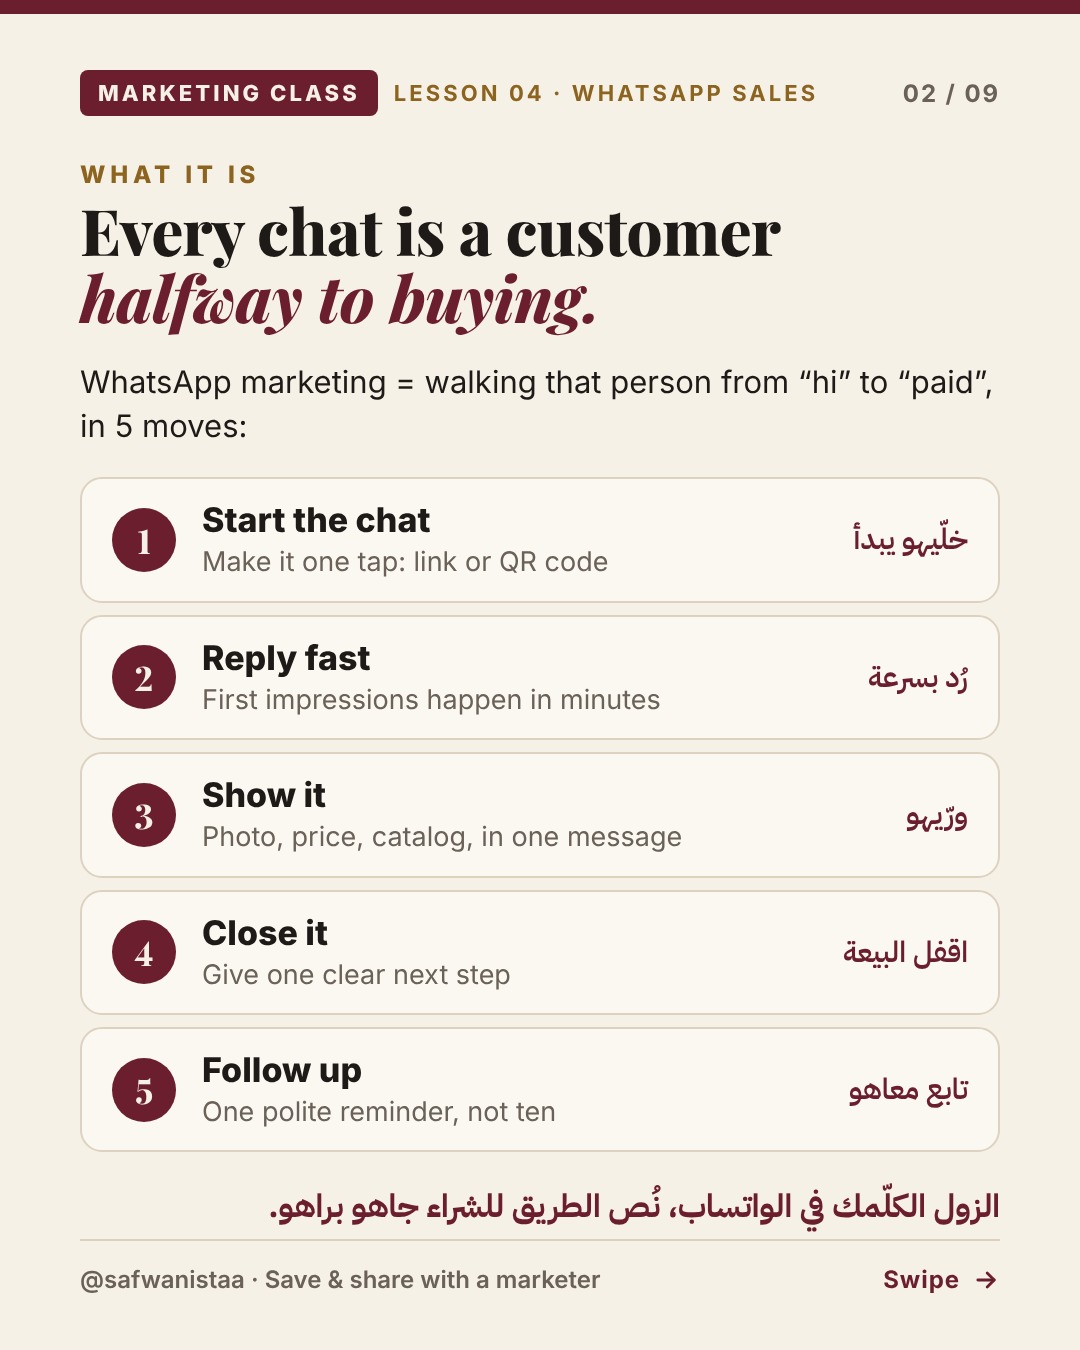 MARKETING CLASS LESSON 04 · WHATSAPP SALES 02 / 09
WHAT IT IS
Every chat is a customer
halfway to buying.
WhatsApp marketing = walking that person from “hi” to “paid”,
in 5 moves:
1 Start the chat خلّيهو يبدأ
Make it one tap: link or QR code
2 Reply fast رُد بسرعة
First impressions happen in minutes
3 Show it ورّيهو
Photo, price, catalog, in one message
4 Close it اقفل البيعة
Give one clear next step
5 Follow up تابع معاهو
One polite reminder, not ten
الزول الكلّمك في الواتساب، نُص الطريق للشراء جاهو براهو.
@safwanistaa · Save & share with a marketer Swipe →